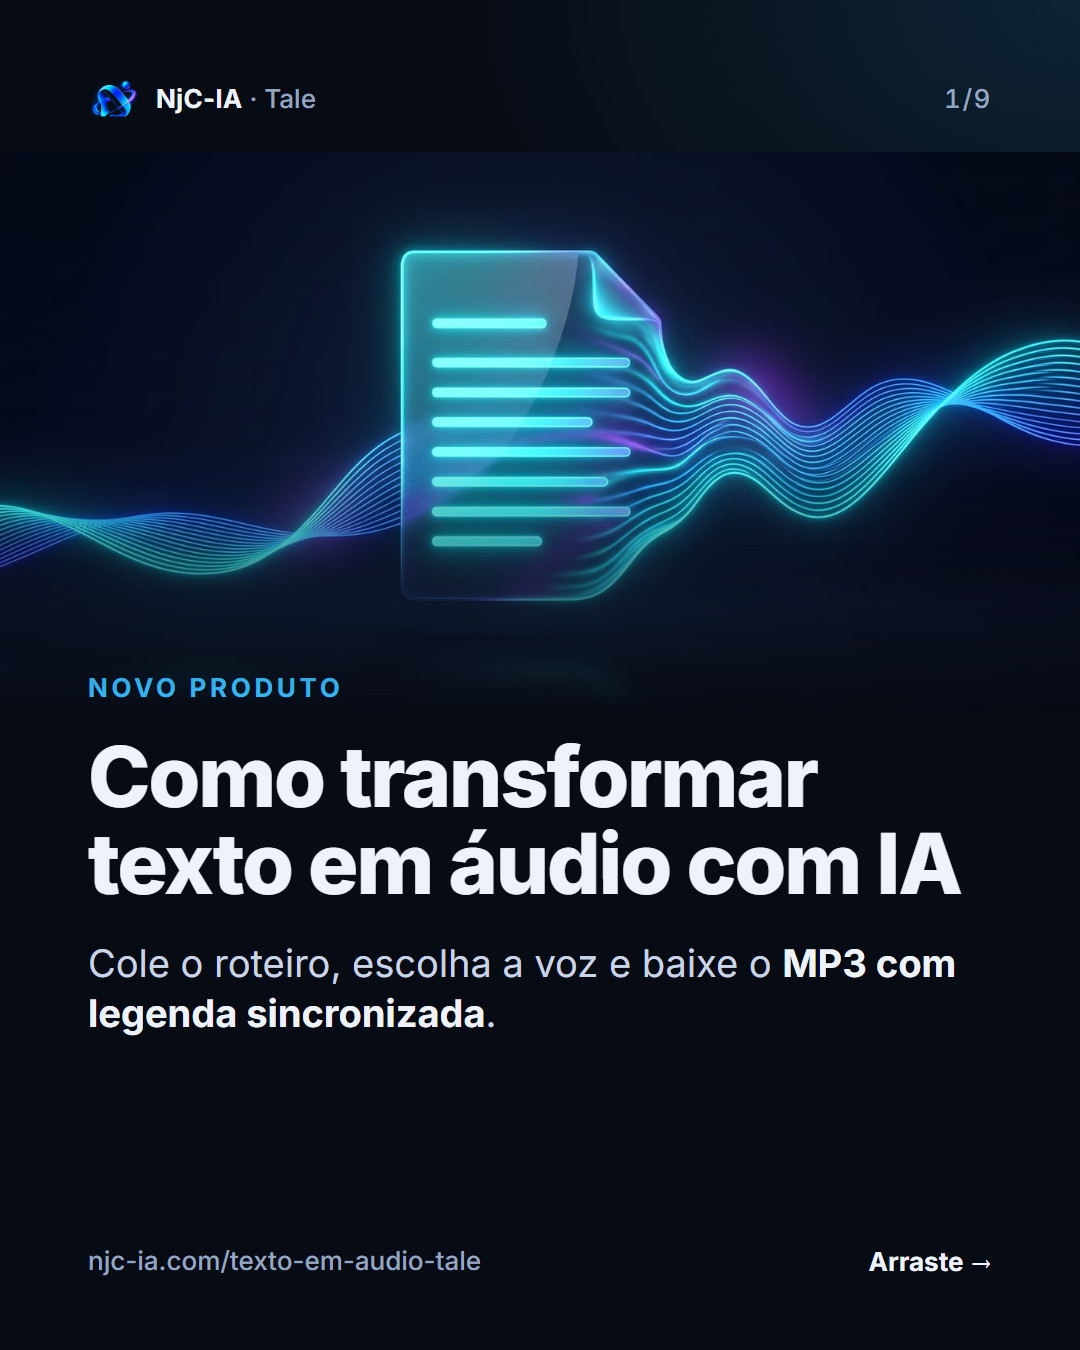 NjC-IA · Tale
1/9
NOVO PRODUTO
Como transformar
texto em áudio com IA
Cole o roteiro, escolha a voz e baixe o MP3 com
legenda sincronizada.
njc-ia.com/texto-em-audio-tale
Arraste →